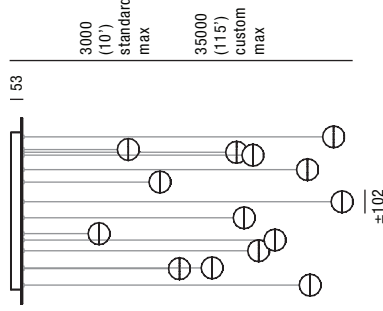 3000
(10')
standard
max
35000
(115')
custom
max
53
±102